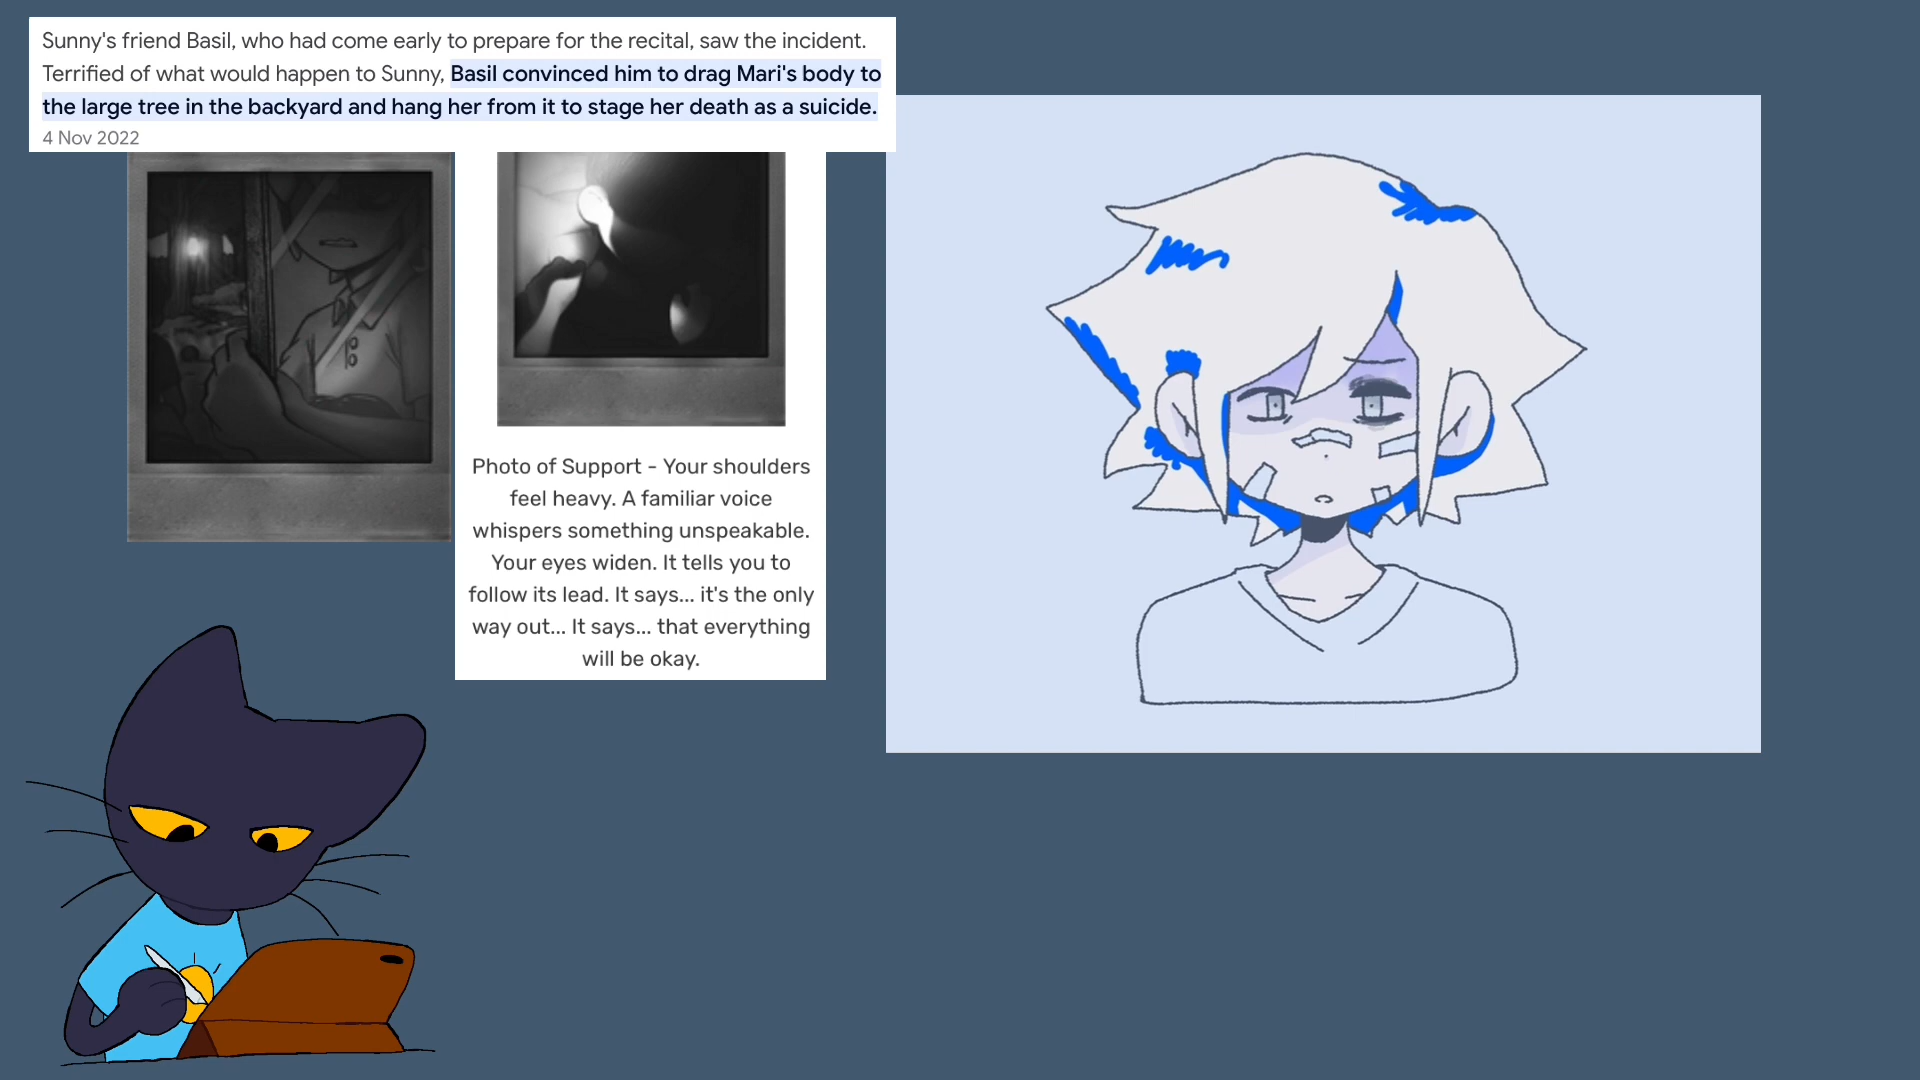 Sunny's friend Basil, who had come early to prepare for the recital, saw the incident.
Terrified of what would happen to Sunny, Basil convinced him to drag Mari's body to
the large tree in the backyard and hang her from it to stage her death as a suicide.
4 Nov 2022
Photo of Support - Your shoulders
feel heavy. A familiar voice
whispers something unspeakable.
Your eyes widen. It tells you to
follow its lead. It says... it's the only
way out... It says... that everything
will be okay.